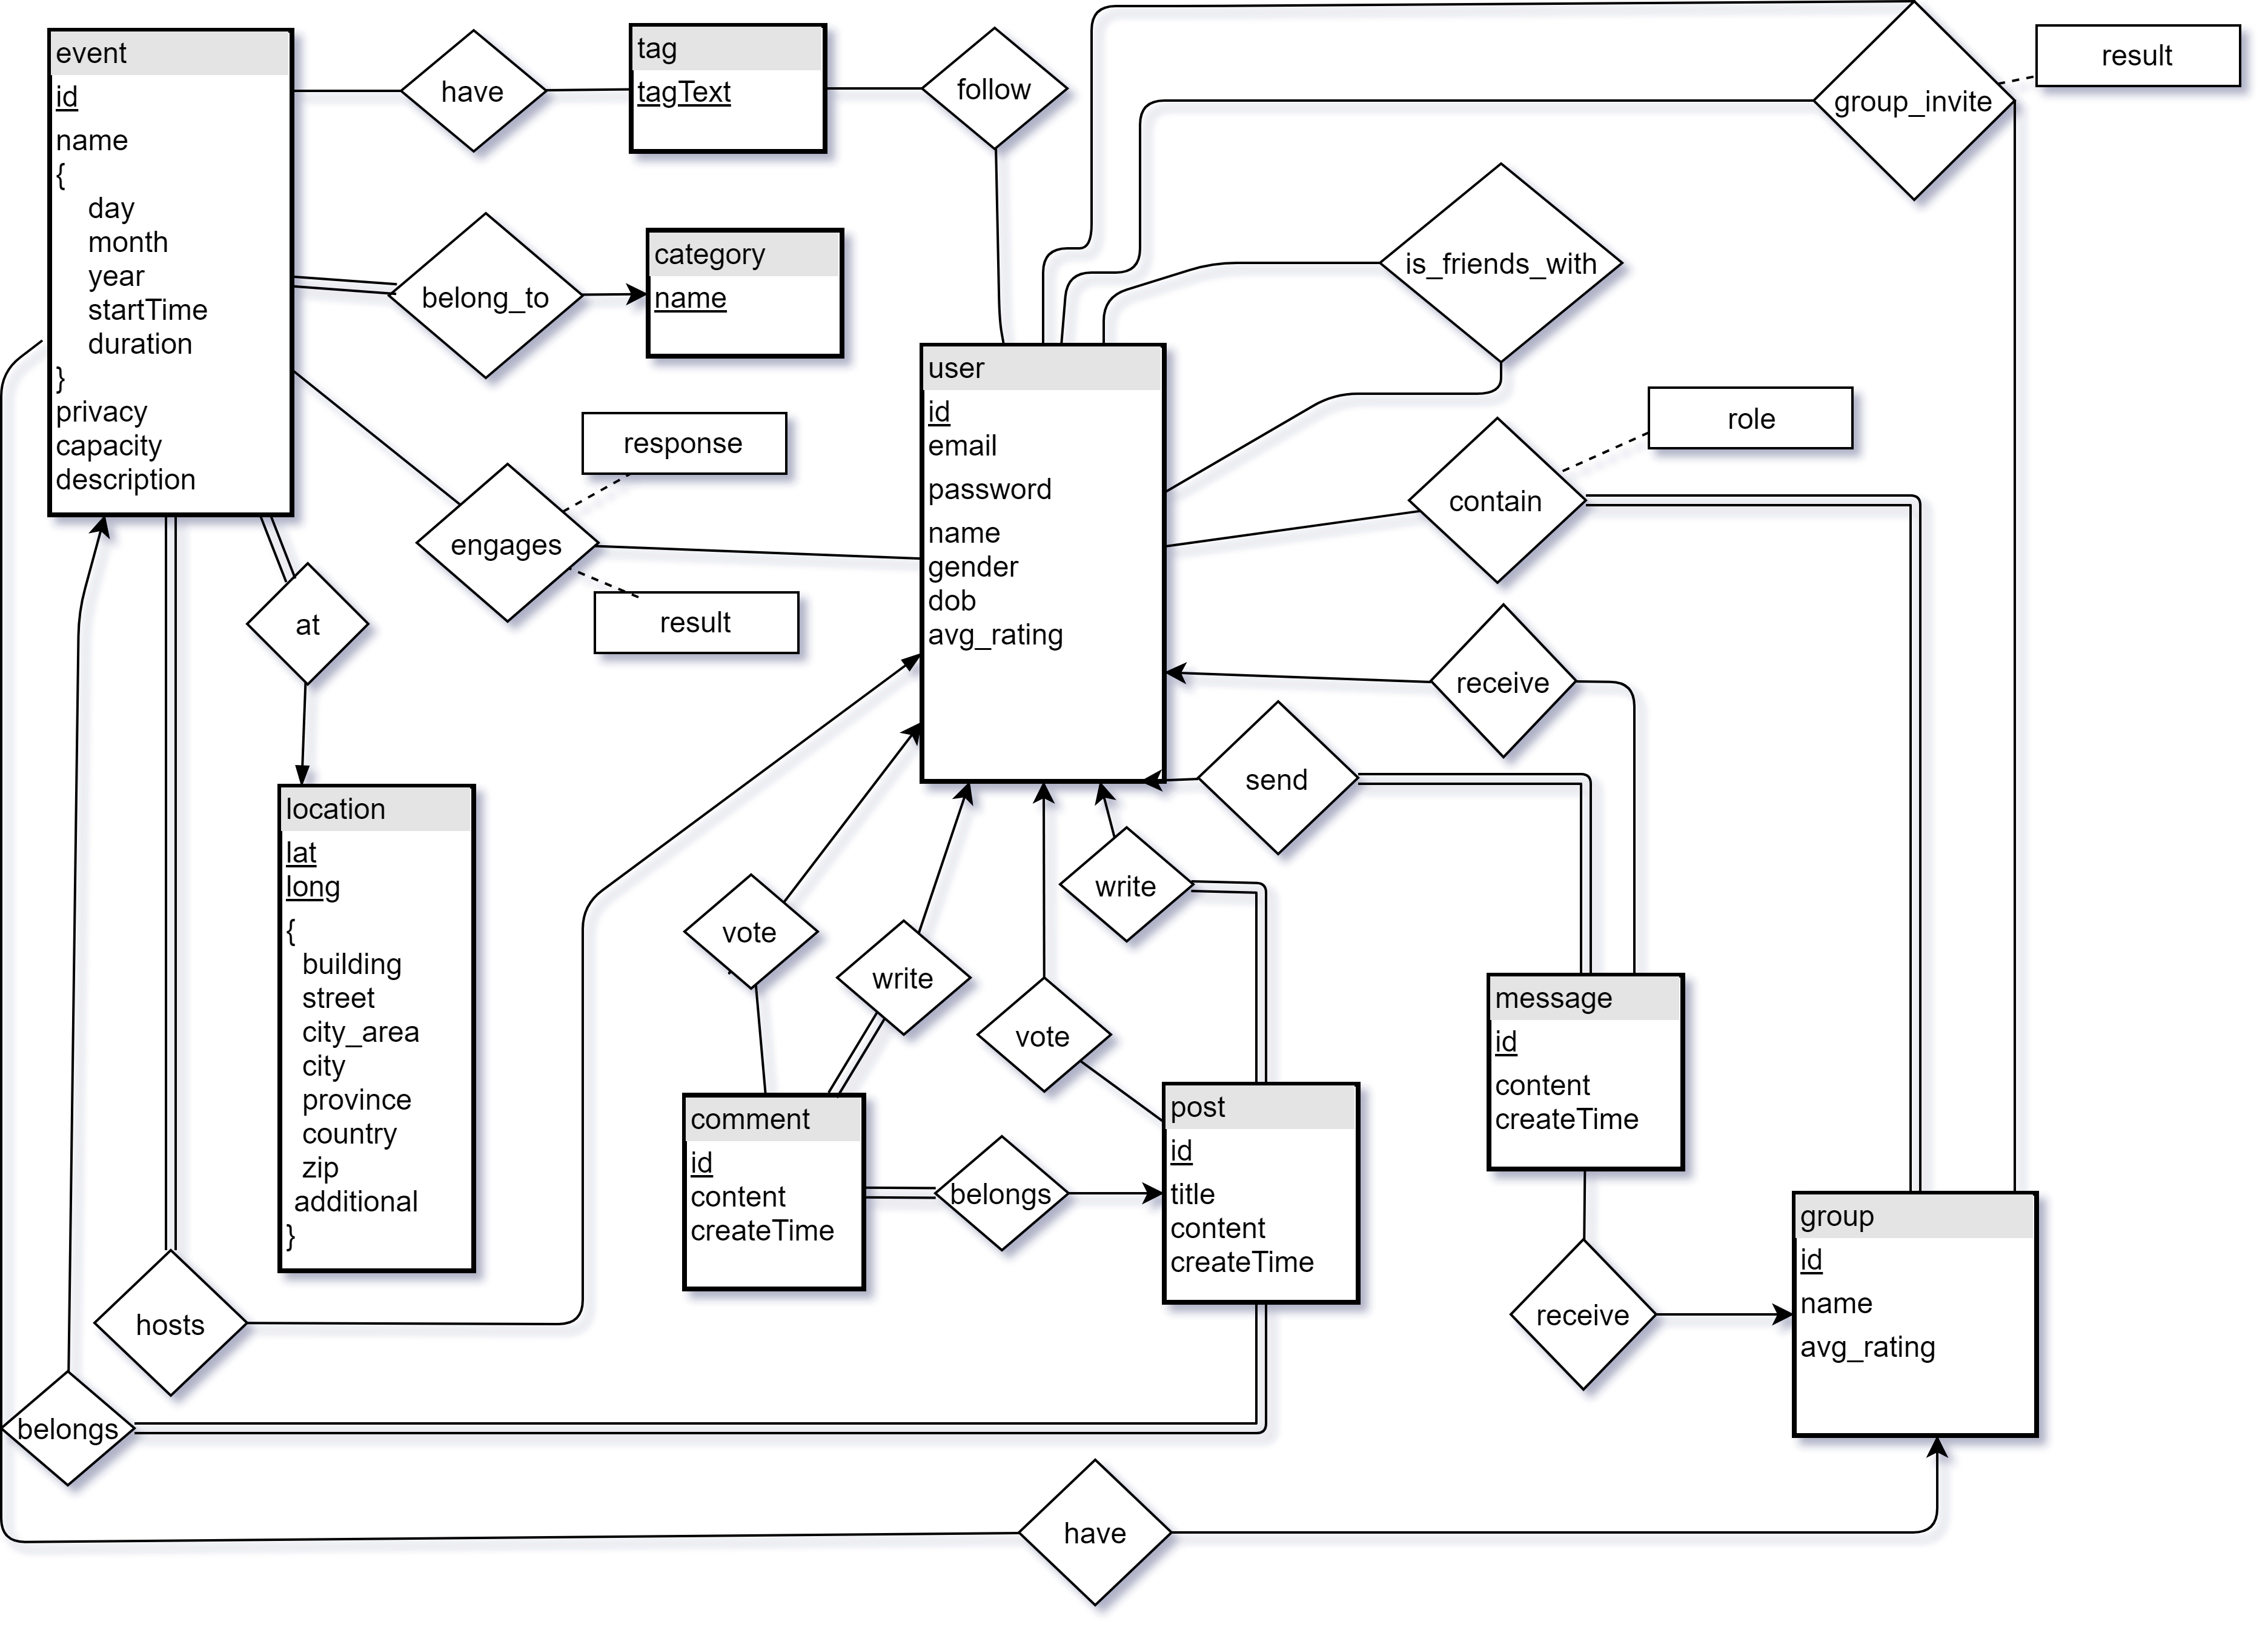 event
id
name
{
day
month
year
startTime
duration
}
privacy
capacity
description
have
tag
tagText
follow
group_invite
result
belong_to
category
name
is_friends_with
response
engages
result
user
id
email
password
name
gender
dob
avg_rating
contain
role
at
receive
send
location
lat
long
{
building
street
city_area
city
province
country
zip
additional
}
vote
write
write
vote
message
id
content
createTime
comment
id
content
createTime
belongs
post
id
title
content
createTime
group
id
name
avg_rating
receive
hosts
belongs
have